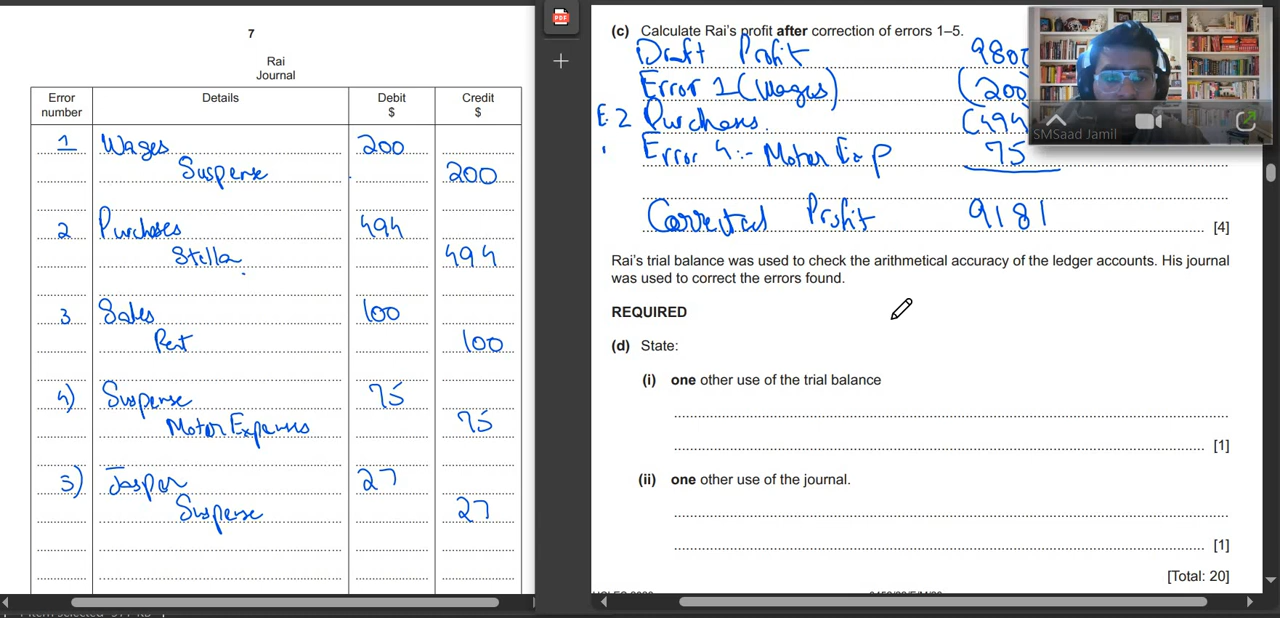 7
Rai
Journal
Error number Details Debit $ Credit $
1 Wages 200
Suspense 200
2 Purchases 494
Stella 494
3 Sales 100
Rent 100
4) Suspense 75
Motor Expenses 75
5) Jasper 27
Suspense 27
PDF
(c) Calculate Rai's profit after correction of errors 1–5.
Draft Profit 9800
Error 1 (Wages) (200
E. 2 Purchases. (494)
Error 4:- Motor Exp 75
Corrected Profit 9181
[4]
Rai's trial balance was used to check the arithmetical accuracy of the ledger accounts. His journal
was used to correct the errors found.
REQUIRED
(d) State:
(i) one other use of the trial balance
[1]
(ii) one other use of the journal.
[1]
[Total: 20]
SMSaad Jamil